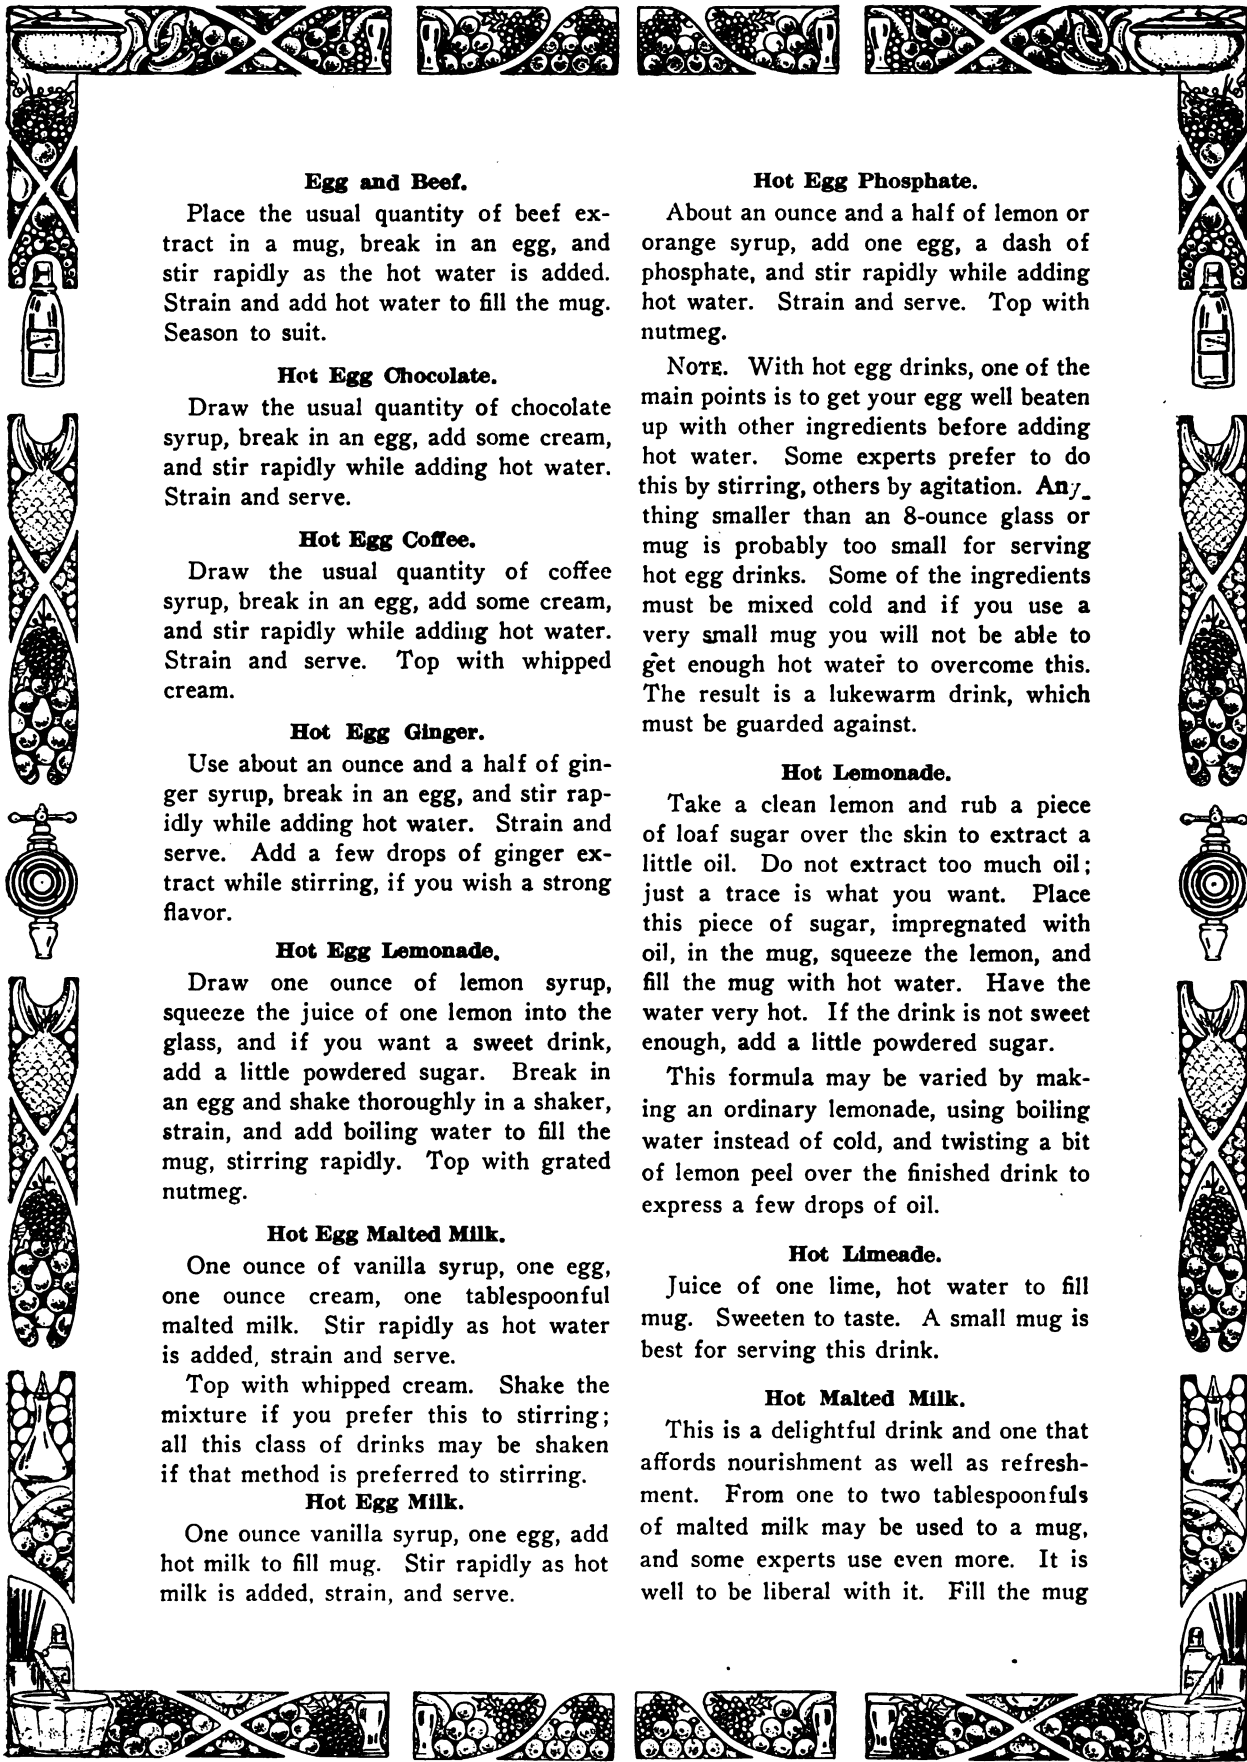 Egg and Beef.
Place the usual quantity of beef ex-
tract in a mug, break in an egg, and
stir rapidly as the hot water is added.
Strain and add hot water to fill the mug.
Season to suit.
Hot Egg Chocolate.
Draw the usual quantity of chocolate
syrup, break in an egg, add some cream,
and stir rapidly while adding hot water.
Strain and serve.
Hot Egg Coffee.
Draw the usual quantity of coffee
syrup, break in an egg, add some cream,
and stir rapidly while adding hot water.
Strain and serve. Top with whipped
cream.
Hot Egg Ginger.
Use about an ounce and a half of gin-
ger syrup, break in an egg, and stir rap-
idly while adding hot water. Strain and
serve. Add a few drops of ginger ex-
tract while stirring, if you wish a strong
flavor.
Hot Egg Lemonade.
Draw one ounce of lemon syrup,
squeeze the juice of one lemon into the
glass, and if you want a sweet drink,
add a little powdered sugar. Break in
an egg and shake thoroughly in a shaker,
strain, and add boiling water to fill the
mug, stirring rapidly. Top with grated
nutmeg.
Hot Egg Malted Milk.
One ounce of vanilla syrup, one egg,
one ounce cream, one tablespoonful
malted milk. Stir rapidly as hot water
is added, strain and serve.
Top with whipped cream. Shake the
mixture if you prefer this to stirring;
all this class of drinks may be shaken
if that method is preferred to stirring.
Hot Egg Milk.
One ounce vanilla syrup, one egg, add
hot milk to fill mug. Stir rapidly as hot
milk is added, strain, and serve.
Hot Egg Phosphate.
About an ounce and a half of lemon or
orange syrup, add one egg, a dash of
phosphate, and stir rapidly while adding
hot water. Strain and serve. Top with
nutmeg.
NOTE. With hot egg drinks, one of the
main points is to get your egg well beaten
up with other ingredients before adding
hot water. Some experts prefer to do
this by stirring, others by agitation. Any-
thing smaller than an 8-ounce glass or
mug is probably too small for serving
hot egg drinks. Some of the ingredients
must be mixed cold and if you use a
very small mug you will not be able to
get enough hot water to overcome this.
The result is a lukewarm drink, which
must be guarded against.
Hot Lemonade.
Take a clean lemon and rub a piece
of loaf sugar over the skin to extract a
little oil. Do not extract too much oil;
just a trace is what you want. Place
this piece of sugar, impregnated with
oil, in the mug, squeeze the lemon, and
fill the mug with hot water. Have the
water very hot. If the drink is not sweet
enough, add a little powdered sugar.
This formula may be varied by mak-
ing an ordinary lemonade, using boiling
water instead of cold, and twisting a bit
of lemon peel over the finished drink to
express a few drops of oil.
Hot Limeade.
Juice of one lime, hot water to fill
mug. Sweeten to taste. A small mug is
best for serving this drink.
Hot Malted Milk.
This is a delightful drink and one that
affords nourishment as well as refresh-
ment. From one to two tablespoonfuls
of malted milk may be used to a mug,
and some experts use even more. It is
well to be liberal with it. Fill the mug